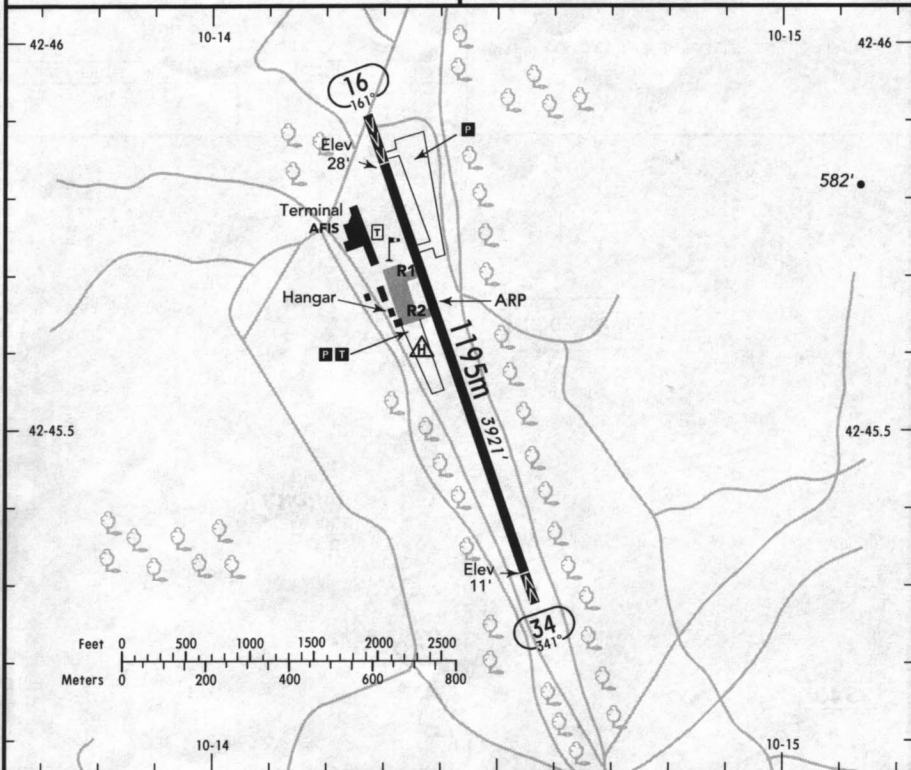 10-14
10-15
42-46
42-46
16
161°
P
Elev
28'
582'
Terminal
AFIS
T
R1
Hangar
R2
ARP
P T
H
1195m 3921'
42-45.5
42-45.5
Elev
11'
34
341°
Feet 0 500 1000 1500 2000 2500
Meters 0 200 400 600 800
10-14
10-15